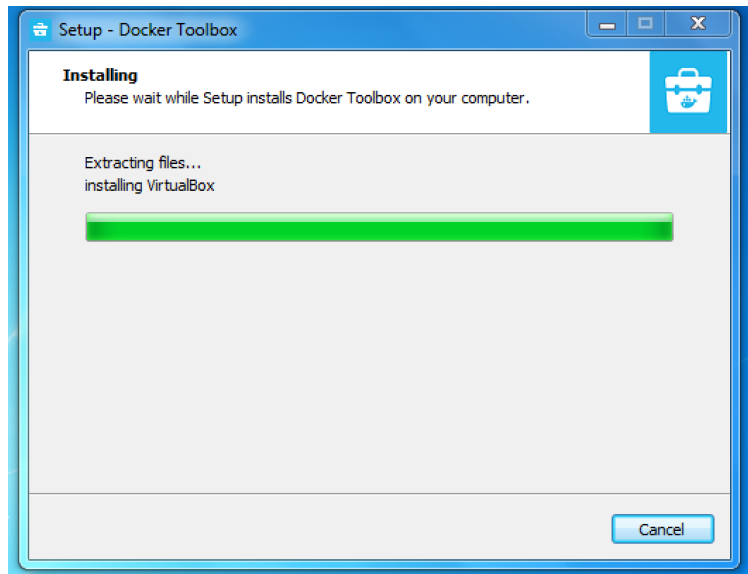 Setup - Docker Toolbox
Installing
Please wait while Setup installs Docker Toolbox on your computer.
Extracting files...
installing VirtualBox
Cancel